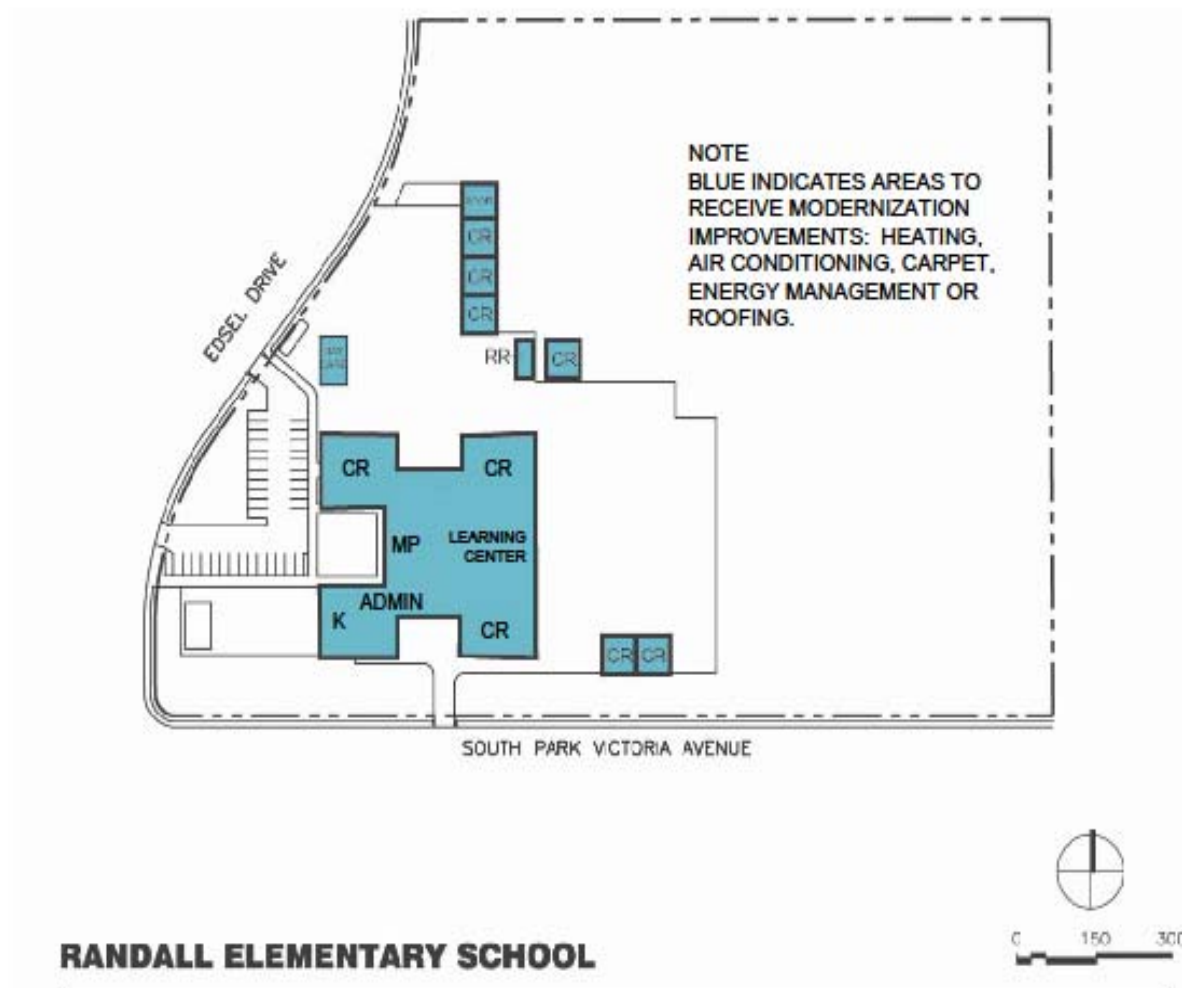 NOTE
BLUE INDICATES AREAS TO
RECEIVE MODERNIZATION
IMPROVEMENTS: HEATING,
AIR CONDITIONING, CARPET,
ENERGY MANAGEMENT OR
ROOFING.
EDSEL DRIVE
CR
CR
CR
RR
CR
CR
CR
MP
LEARNING
CENTER
ADMIN
K
CR
CR
CR
SOUTH PARK VICTORIA AVENUE
RANDALL ELEMENTARY SCHOOL
0 150 300